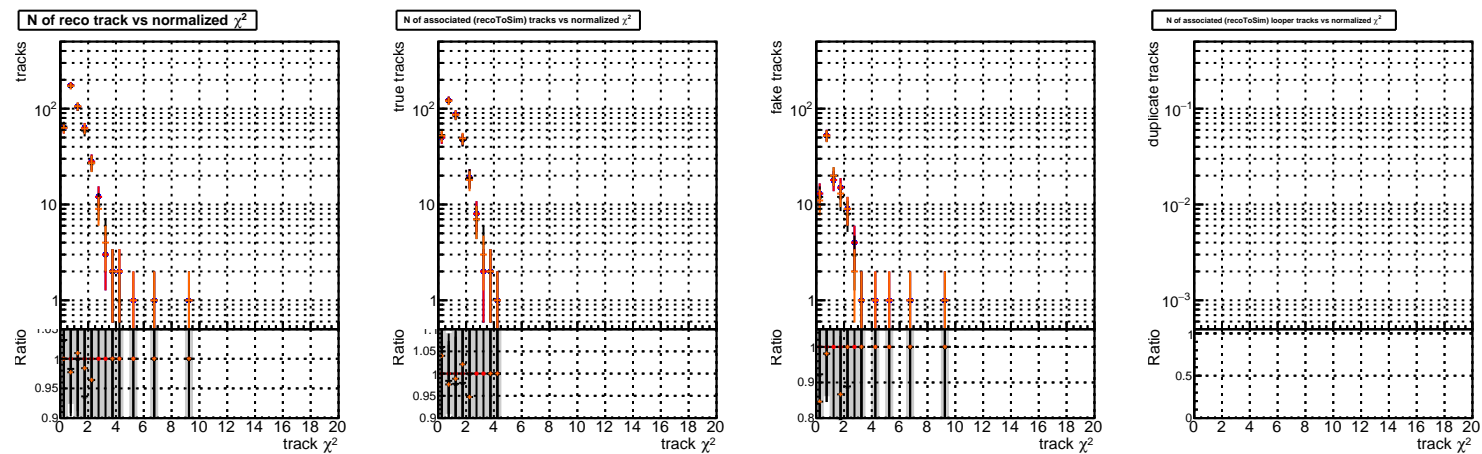 N of reco track vs normalized χ²
tracks
10²
10
1
Ratio
1.05
1
0.95
0.9
0 2 4 6 8 10 12 14 16 18 20
track χ²
N of associated (recoToSim) tracks vs normalized χ²
true tracks
10²
10
1
Ratio
1.1
1.05
1
0.95
0.9
0 2 4 6 8 10 12 14 16 18 20
track χ²
fake tracks
10²
10
1
Ratio
1
0.9
0.8
0 2 4 6 8 10 12 14 16 18 20
track χ²
N of associated (recoToSim) looper tracks vs normalized χ²
duplicate tracks
10⁻¹
10⁻²
10⁻³
Ratio
1
0.5
0
0 2 4 6 8 10 12 14 16 18 20
track χ²